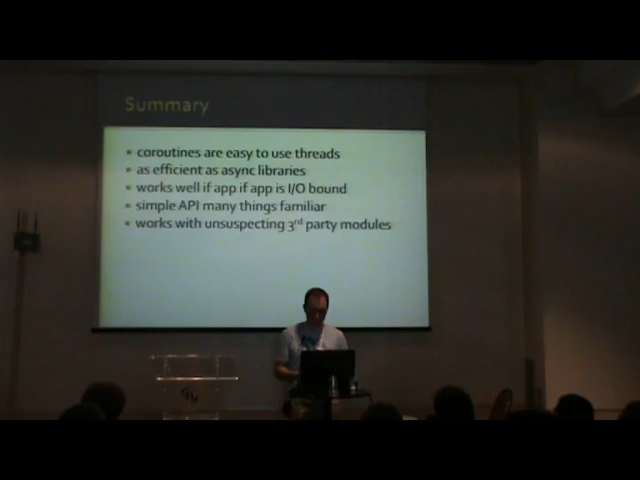 Summary
coroutines are easy to use threads
as efficient as async libraries
works well if app if app is I/O bound
simple API many things familiar
works with unsuspecting 3rd party modules